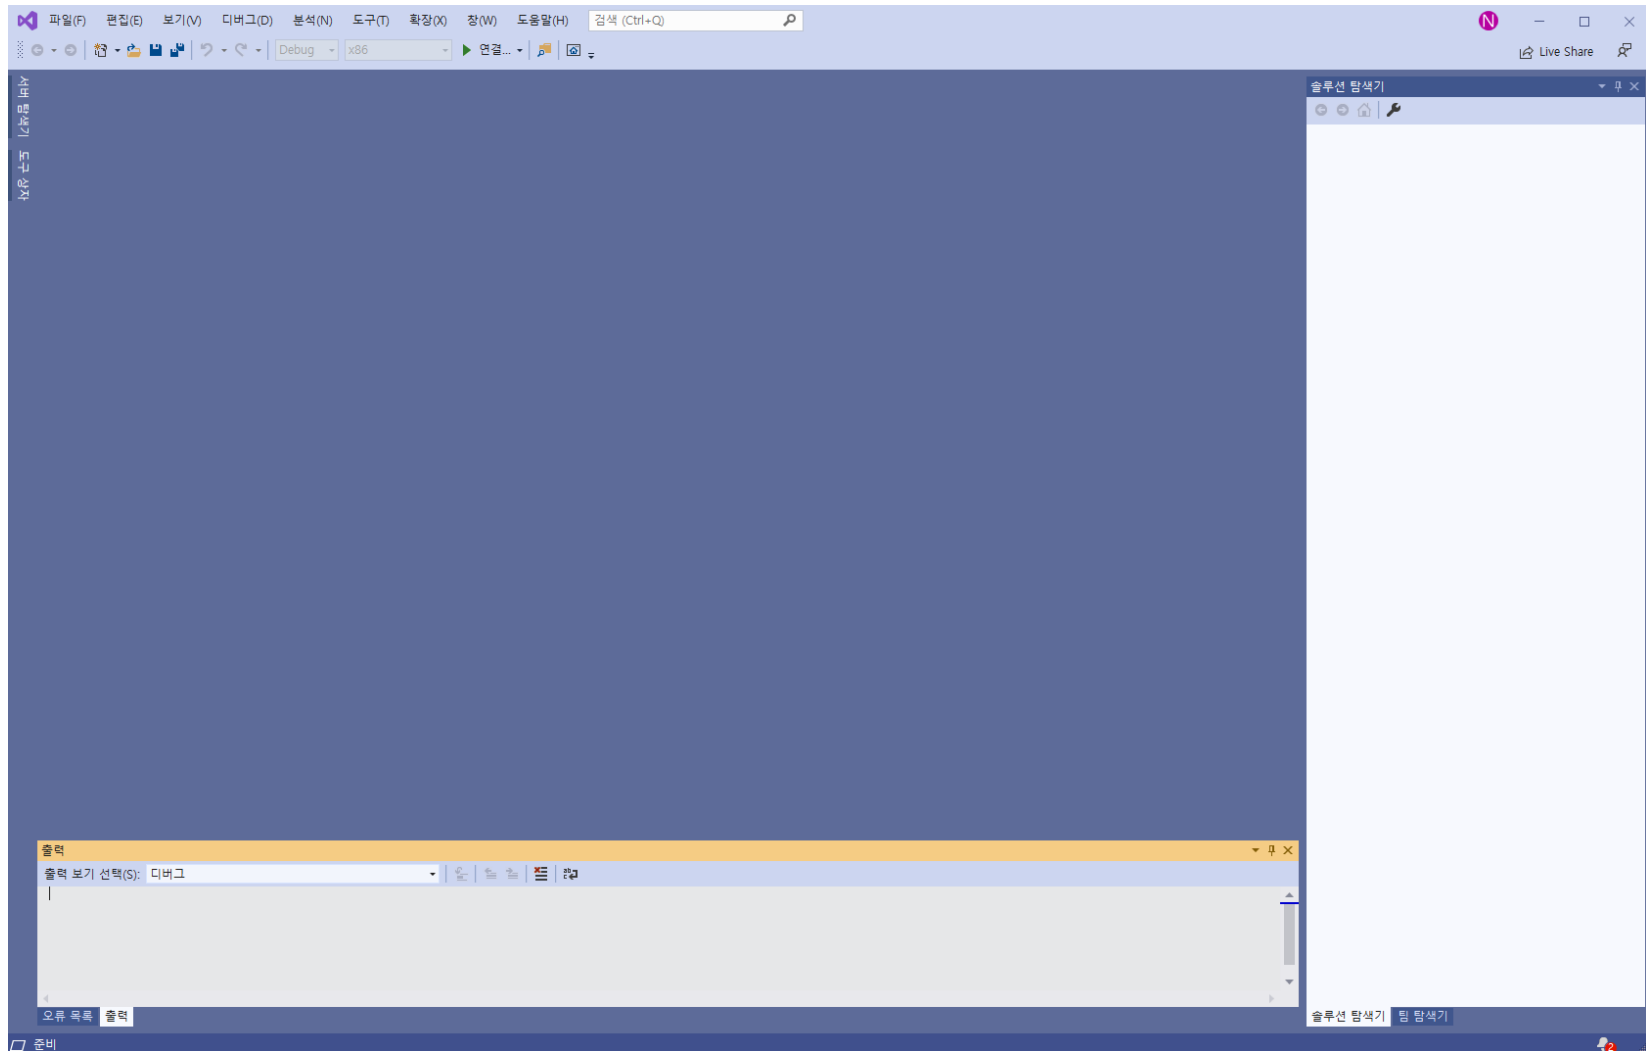 파일(F) 편집(E) 보기(V) 디버그(D) 분석(N) 도구(T) 확장(X) 창(W) 도움말(H) 검색 (Ctrl+Q) N
Debug x86 연결... Live Share
서버 탐색기
도구 상자
솔루션 탐색기
출력
출력 보기 선택(S): 디버그
오류 목록 출력
솔루션 탐색기 팀 탐색기
준비 2